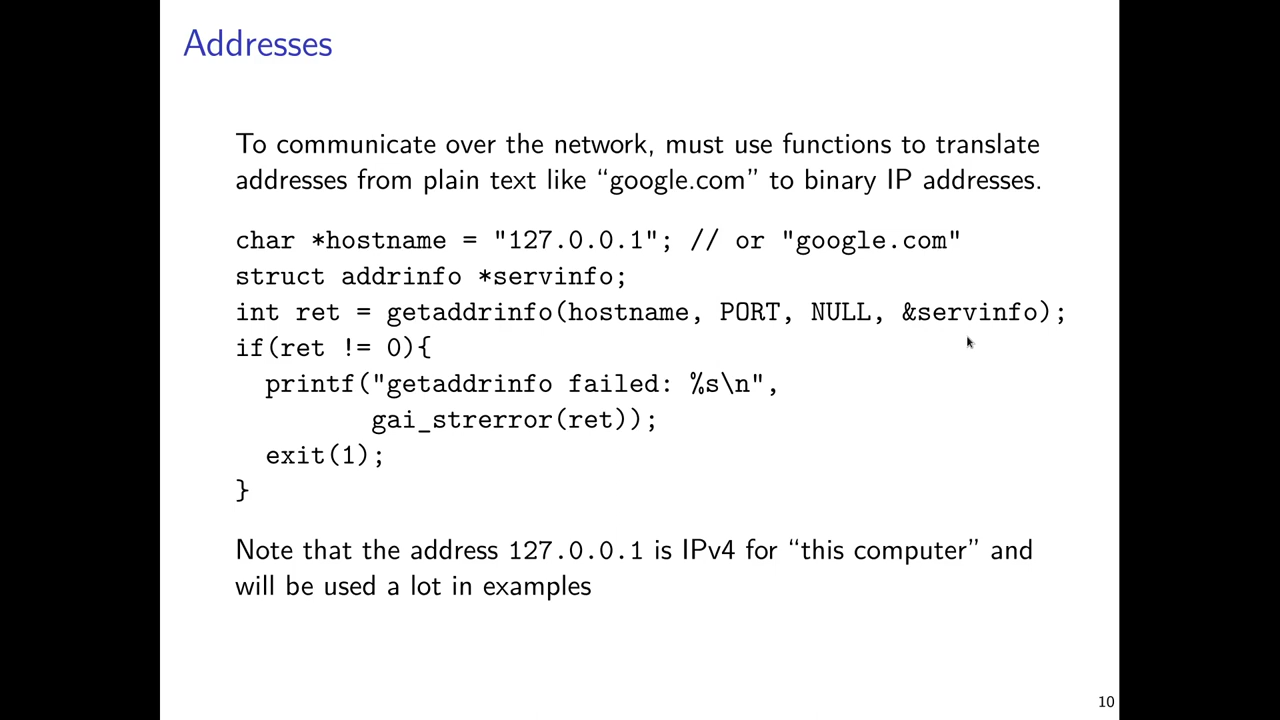 Addresses
To communicate over the network, must use functions to translate
addresses from plain text like “google.com” to binary IP addresses.
char *hostname = "127.0.0.1"; // or "google.com"
struct addrinfo *servinfo;
int ret = getaddrinfo(hostname, PORT, NULL, &servinfo);
if(ret != 0){
  printf("getaddrinfo failed: %s\n",
         gai_strerror(ret));
  exit(1);
}
Note that the address 127.0.0.1 is IPv4 for “this computer” and
will be used a lot in examples
10